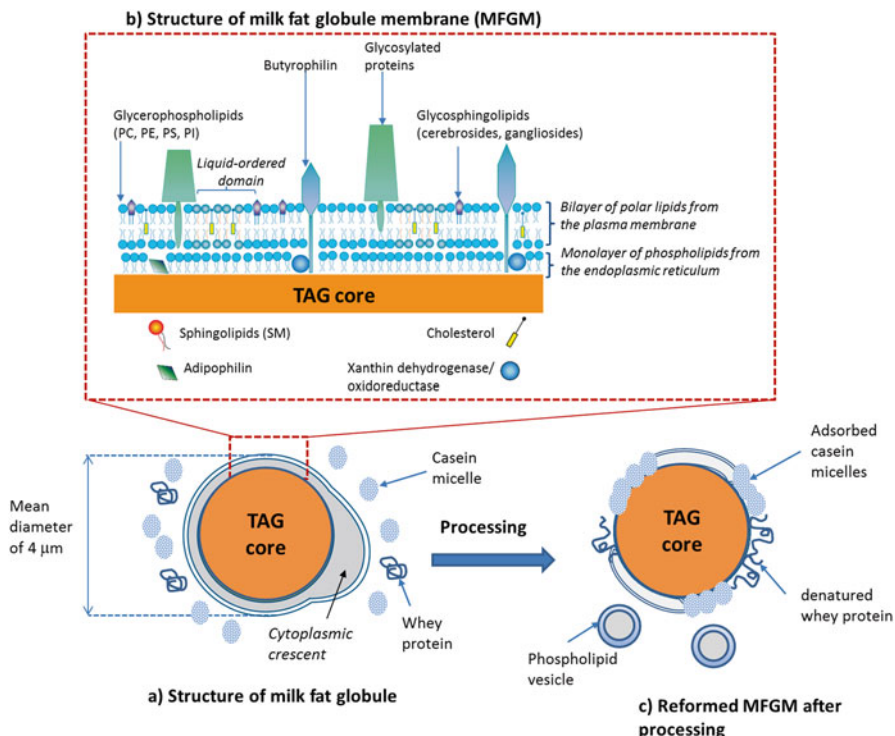 b) Structure of milk fat globule membrane (MFGM)
Glycosylated
proteins
Butyrophilin
Glycerophospholipids
(PC, PE, PS, PI)
Glycosphingolipids
(cerebrosides, gangliosides)
Liquid-ordered
domain
Bilayer of polar lipids from
the plasma membrane
Monolayer of phospholipids from
the endoplasmic reticulum
TAG core
Sphingolipids (SM)
Cholesterol
Adipophilin
Xanthin dehydrogenase/
oxidoreductase
Mean
diameter
of 4 μm
TAG
core
Casein
micelle
Whey
protein
Cytoplasmic
crescent
a) Structure of milk fat globule
Processing
Adsorbed
casein
micelles
TAG
core
denatured
whey protein
Phospholipid
vesicle
c) Reformed MFGM after
processing